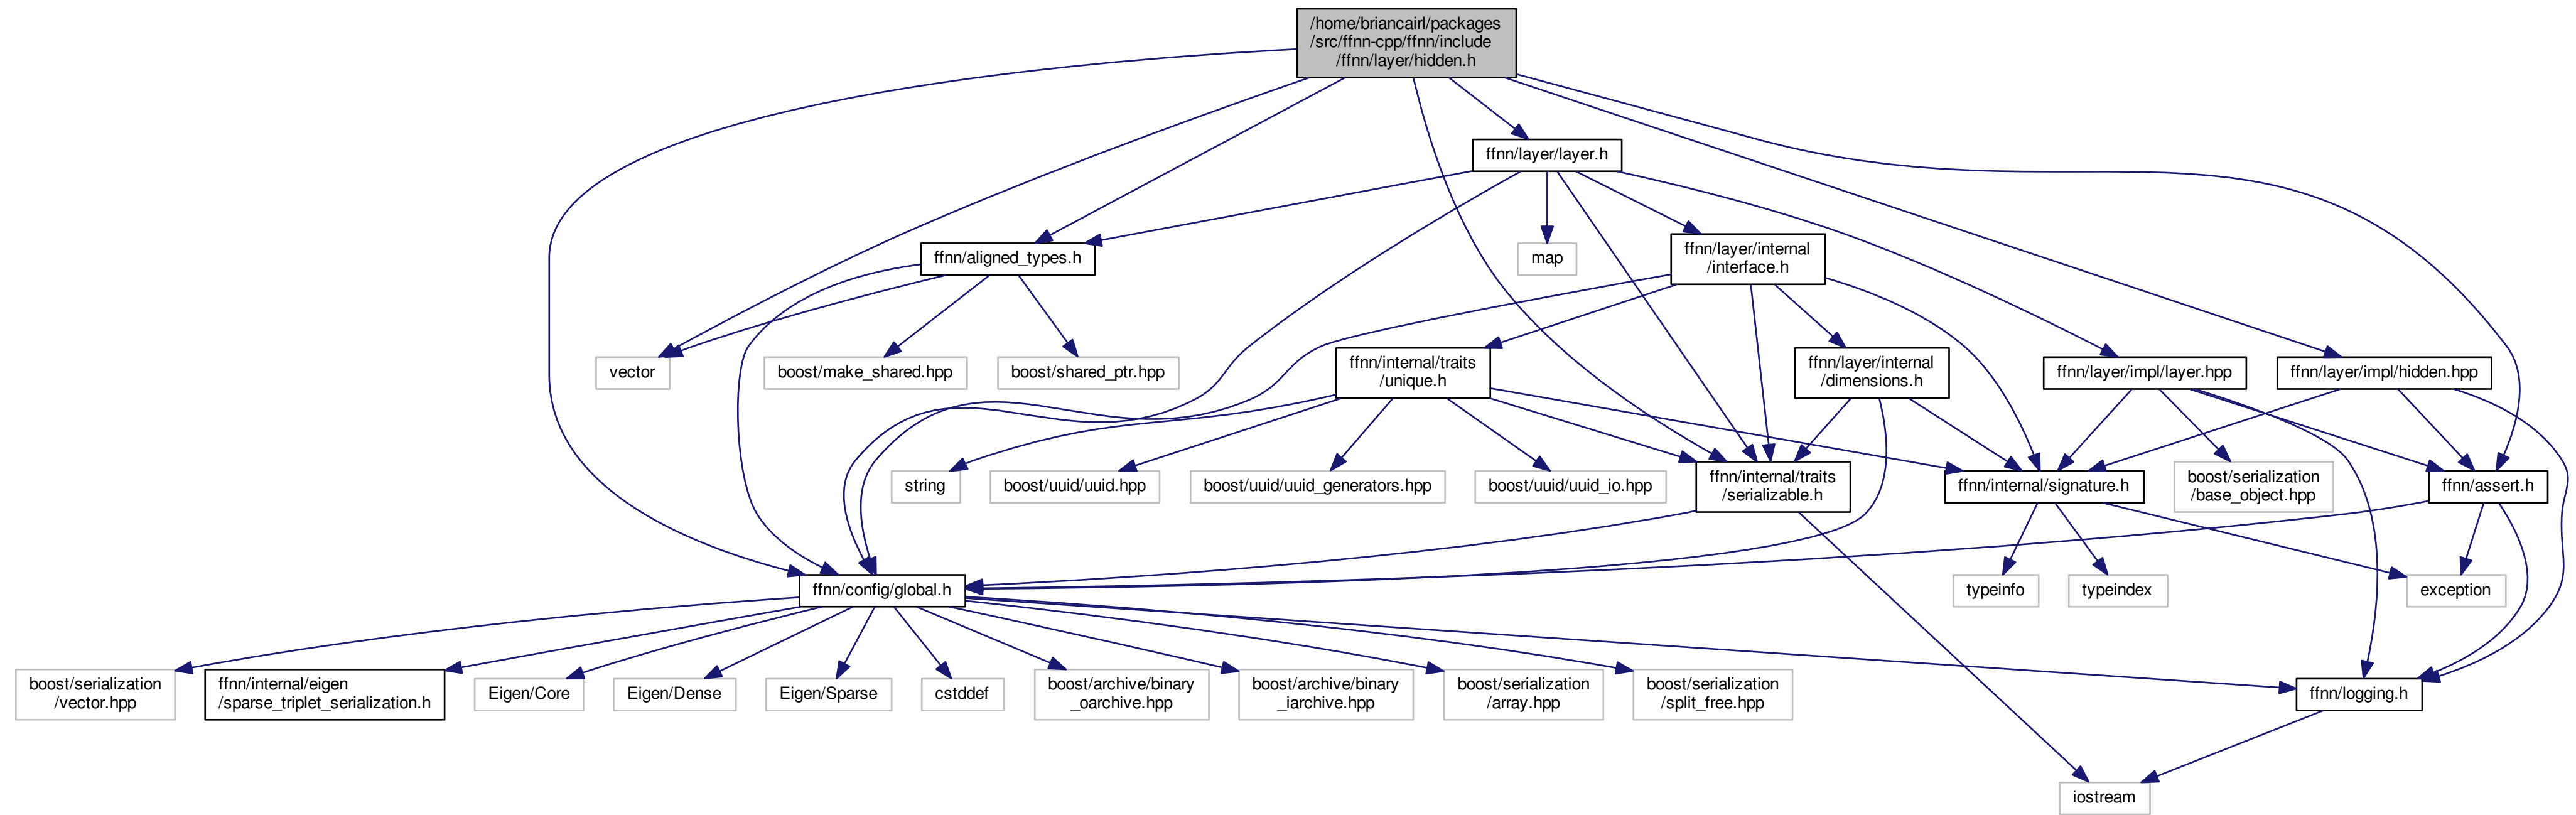 /home/briancairl/packages
/src/ffnn-cpp/ffnn/include
/ffnn/layer/hidden.h
ffnn/layer/layer.h
ffnn/aligned_types.h
map
ffnn/layer/internal
/interface.h
vector
boost/make_shared.hpp
boost/shared_ptr.hpp
ffnn/internal/traits
/unique.h
ffnn/layer/internal
/dimensions.h
ffnn/layer/impl/layer.hpp
ffnn/layer/impl/hidden.hpp
string
boost/uuid/uuid.hpp
boost/uuid/uuid_generators.hpp
boost/uuid/uuid_io.hpp
ffnn/internal/traits
/serializable.h
ffnn/internal/signature.h
boost/serialization
/base_object.hpp
ffnn/assert.h
ffnn/config/global.h
typeinfo
typeindex
exception
boost/serialization
/vector.hpp
ffnn/internal/eigen
/sparse_triplet_serialization.h
Eigen/Core
Eigen/Dense
Eigen/Sparse
cstddef
boost/archive/binary
_oarchive.hpp
boost/archive/binary
_iarchive.hpp
boost/serialization
/array.hpp
boost/serialization
/split_free.hpp
ffnn/logging.h
iostream